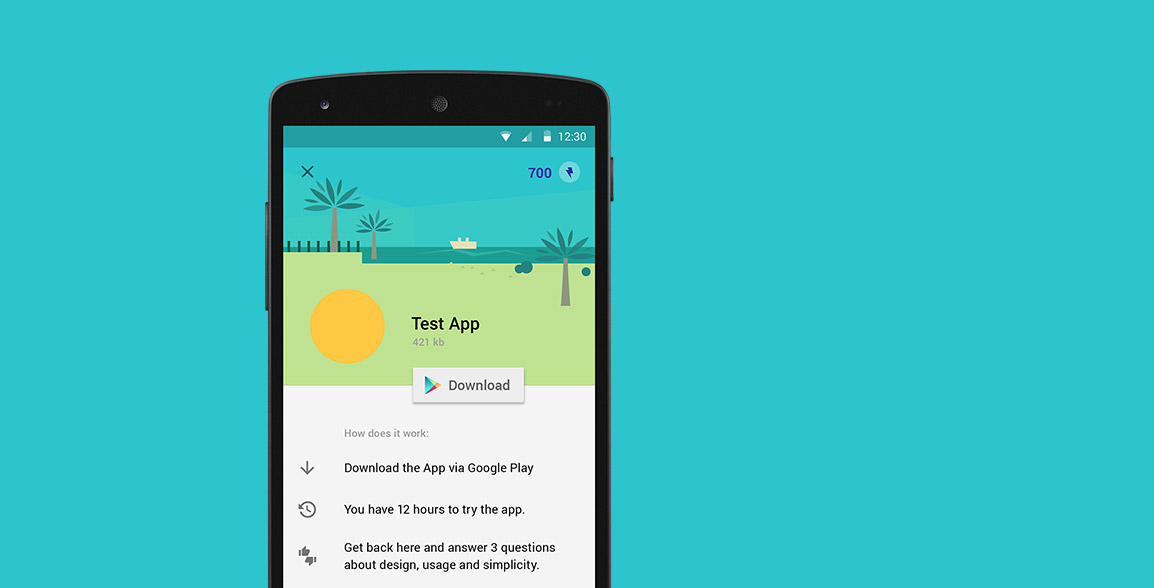 12:30
700
Test App
421 kb
Download
How does it work:
Download the App via Google Play
You have 12 hours to try the app.
Get back here and answer 3 questions
about design, usage and simplicity.